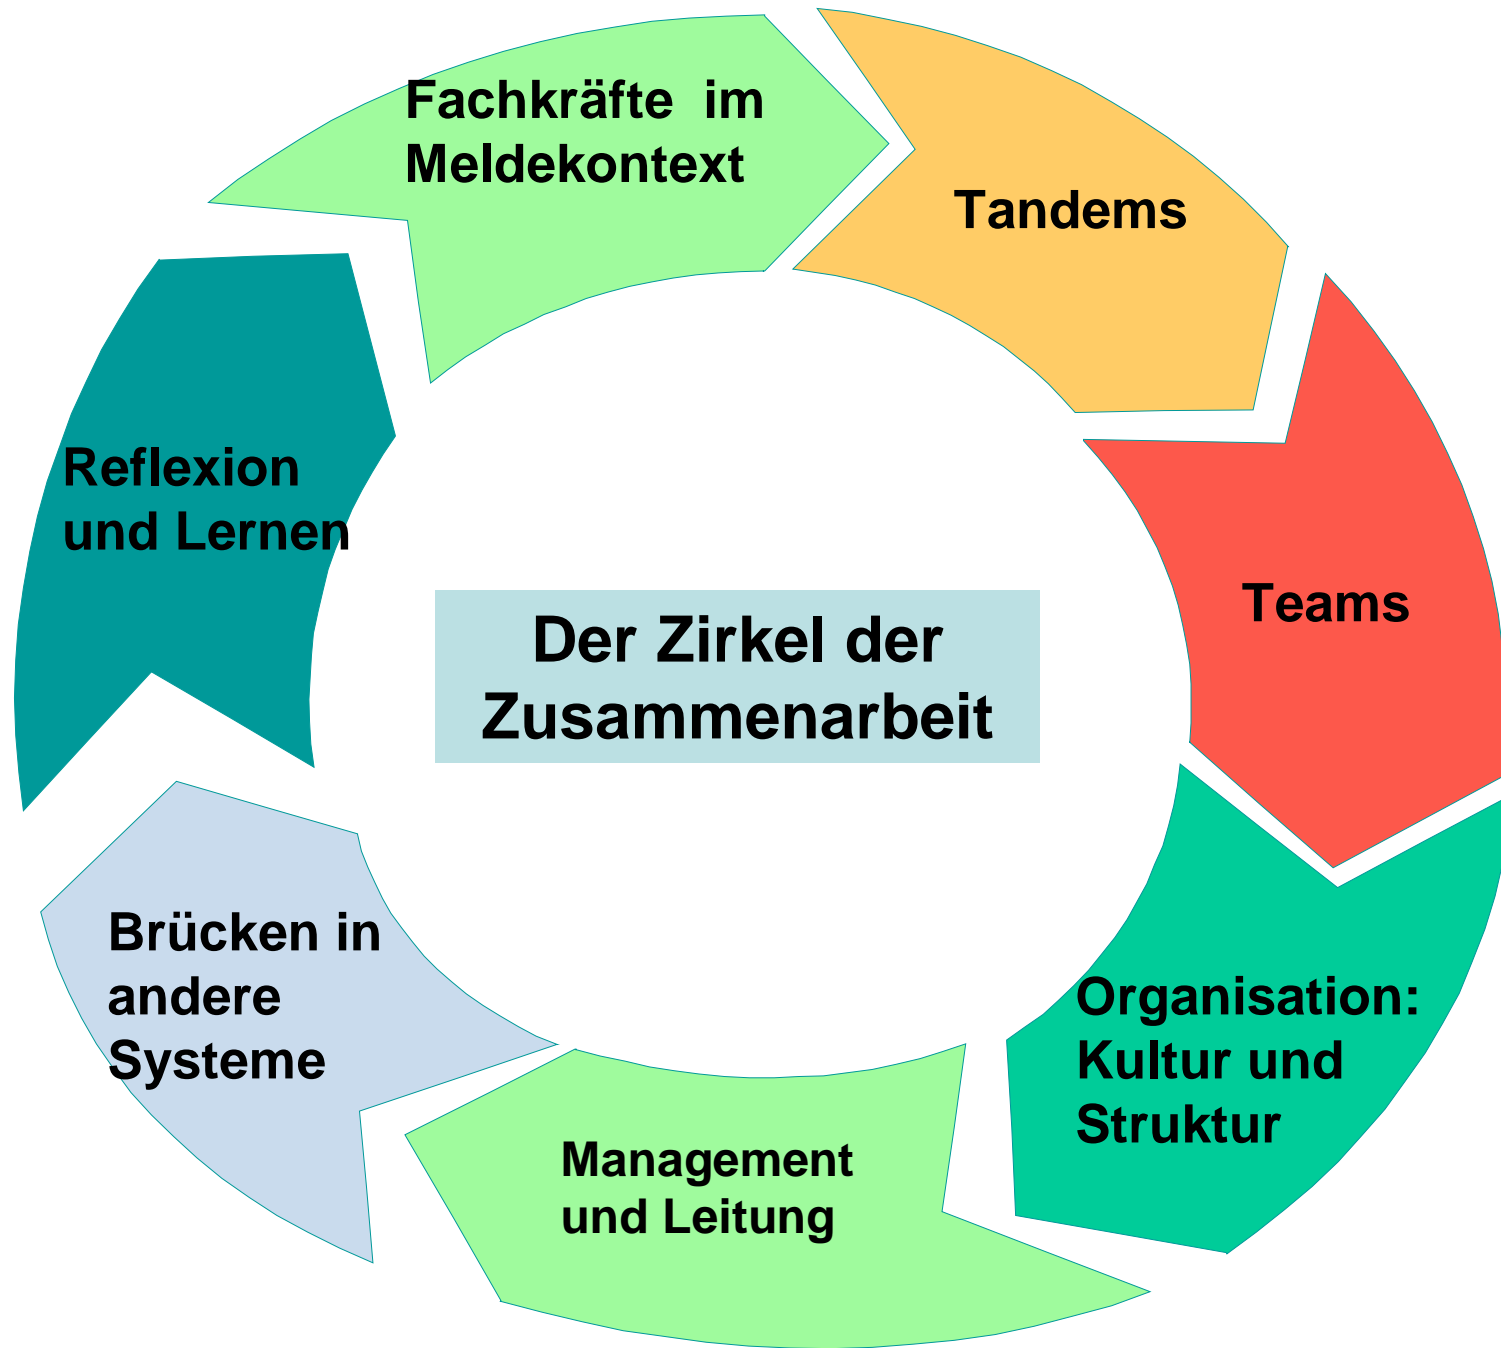 Fachkräfte im
Meldekontext
Tandems
Teams
Organisation:
Kultur und
Struktur
Management
und Leitung
Brücken in
andere
Systeme
Reflexion
und Lernen
Der Zirkel der
Zusammenarbeit